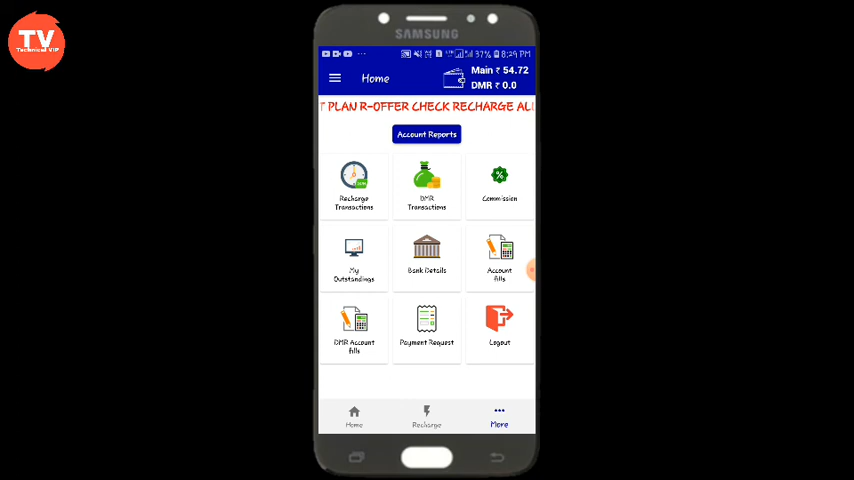 TV
Technical VIP
SAMSUNG
37% 8:29 PM
Home
Main ₹ 54.72
DMR ₹ 0.0
T PLAN R-OFFER CHECK RECHARGE AL
Account Reports
Recharge Transactions
DMR Transactions
Commission
My Outstandings
Bank Details
Account fills
DMR Account fills
Payment Request
Logout
Home
Recharge
More